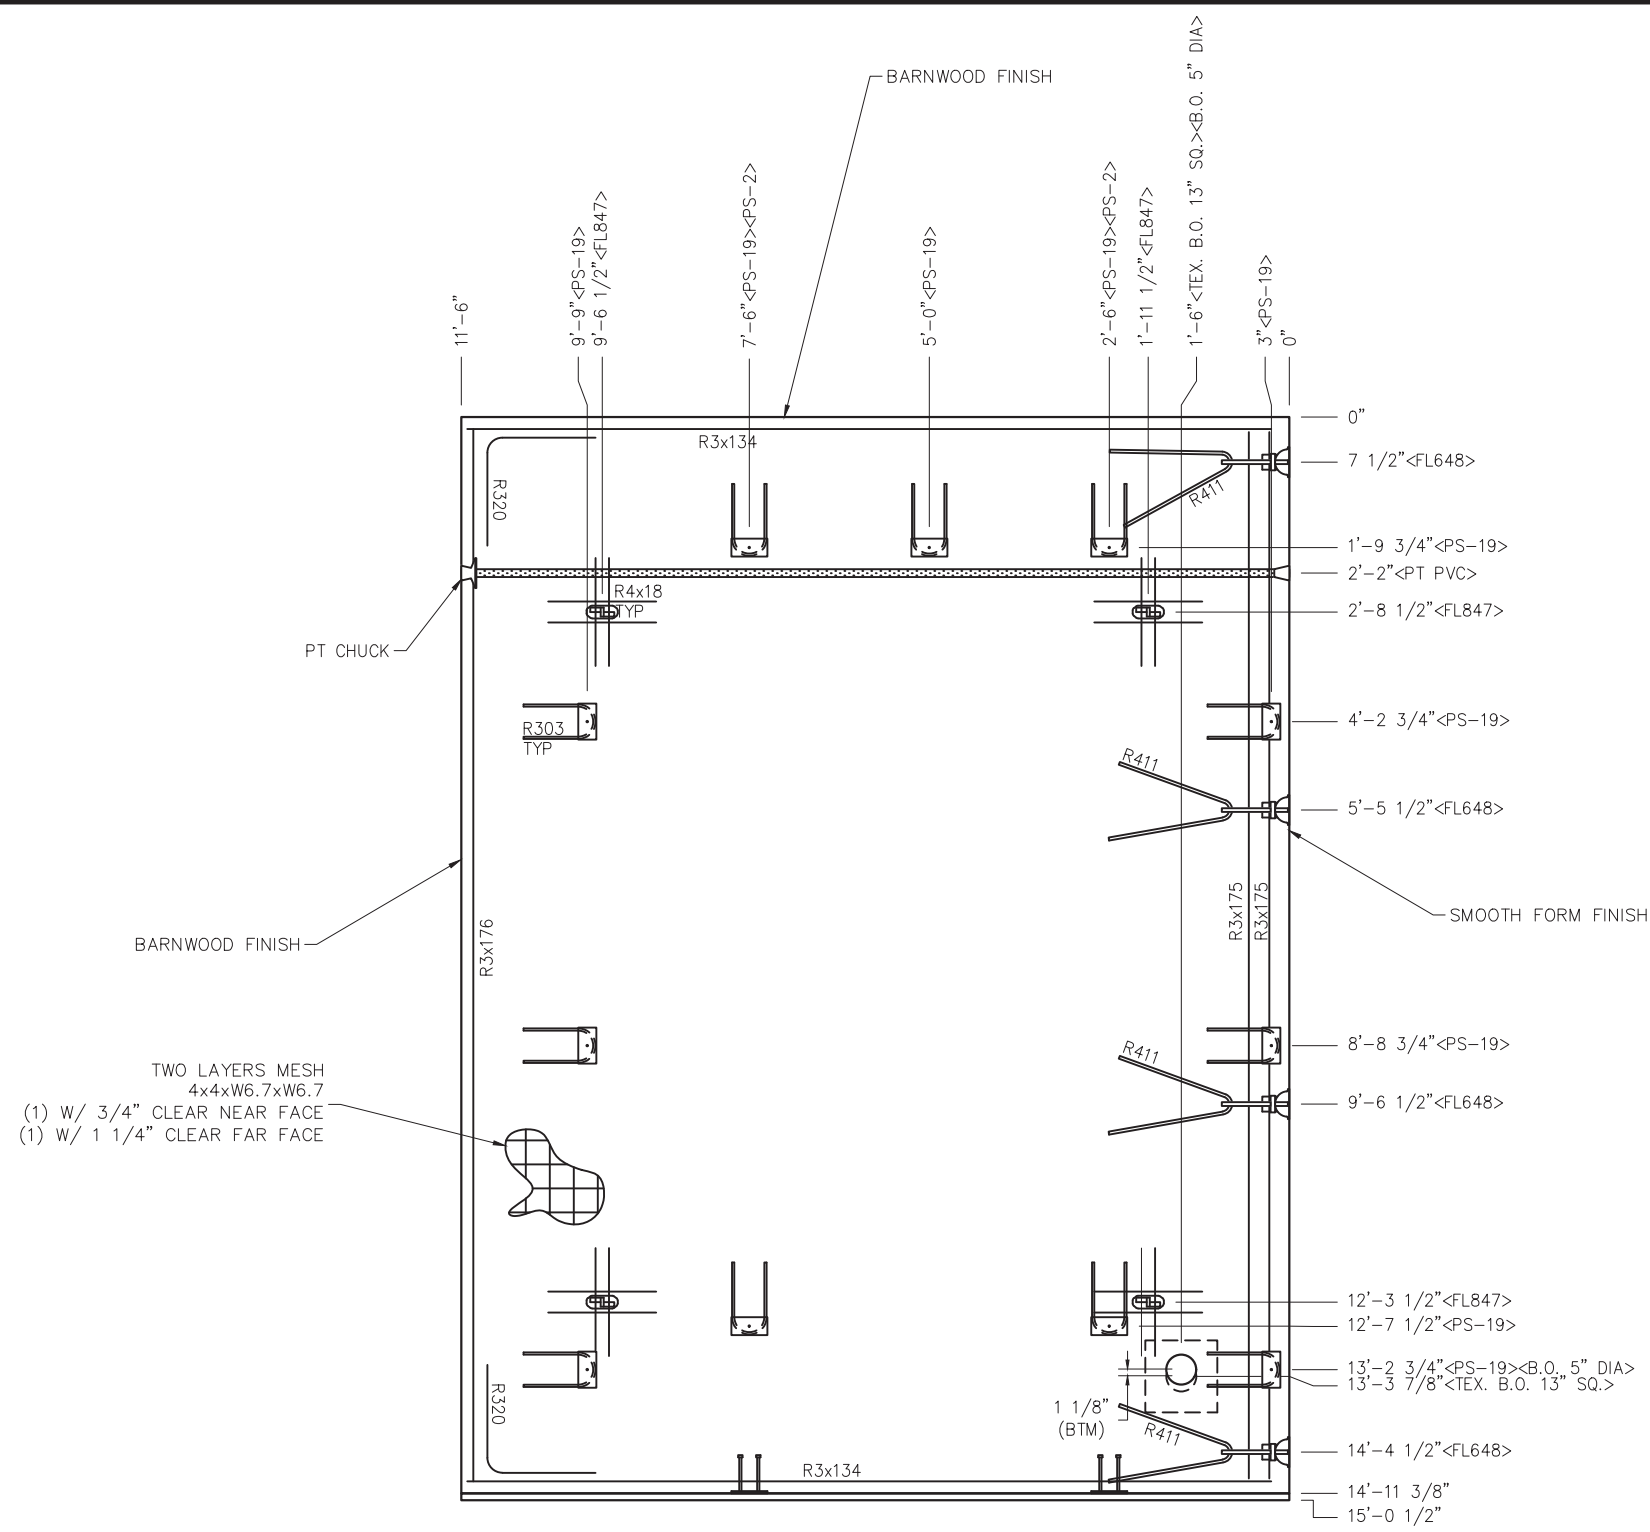 BARNWOOD FINISH
11'-6"
9'-9"<PS-19>
9'-6 1/2"<FL847>
7'-6"<PS-19><PS-2>
5'-0"<PS-19>
2'-6"<PS-19><PS-2>
1'-11 1/2"<FL847>
1'-6"<TEX. B.O. 13" SQ.><B.O. 5" DIA>
3"<PS-19>
0"
0"
R3x134
7 1/2"<FL648>
R320
R411
1'-9 3/4"<PS-19>
2'-2"<PT PVC>
R4x18
TYP
2'-8 1/2"<FL847>
PT CHUCK
R303
TYP
4'-2 3/4"<PS-19>
R411
5'-5 1/2"<FL648>
R3x175
R3x175
SMOOTH FORM FINISH
BARNWOOD FINISH
R3x176
8'-8 3/4"<PS-19>
R411
TWO LAYERS MESH
4x4xW6.7xW6.7
(1) W/ 3/4" CLEAR NEAR FACE
(1) W/ 1 1/4" CLEAR FAR FACE
9'-6 1/2"<FL648>
12'-3 1/2"<FL847>
12'-7 1/2"<PS-19>
13'-2 3/4"<PS-19><B.O. 5" DIA>
13'-3 7/8"<TEX. B.O. 13" SQ.>
R320
1 1/8"
(BTM)
R411
14'-4 1/2"<FL648>
R3x134
14'-11 3/8"
15'-0 1/2"